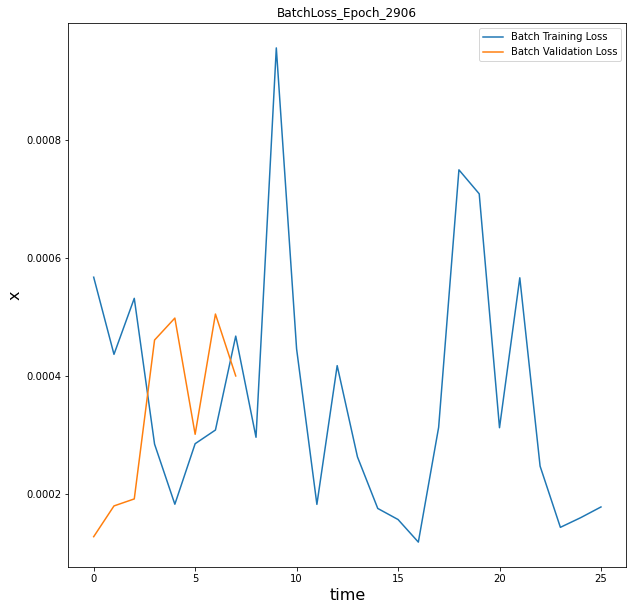 BatchLoss_Epoch_2906
Batch Training Loss
Batch Validation Loss
0.0008
0.0006
x
0.0004
0.0002
0
5
10
15
20
25
time